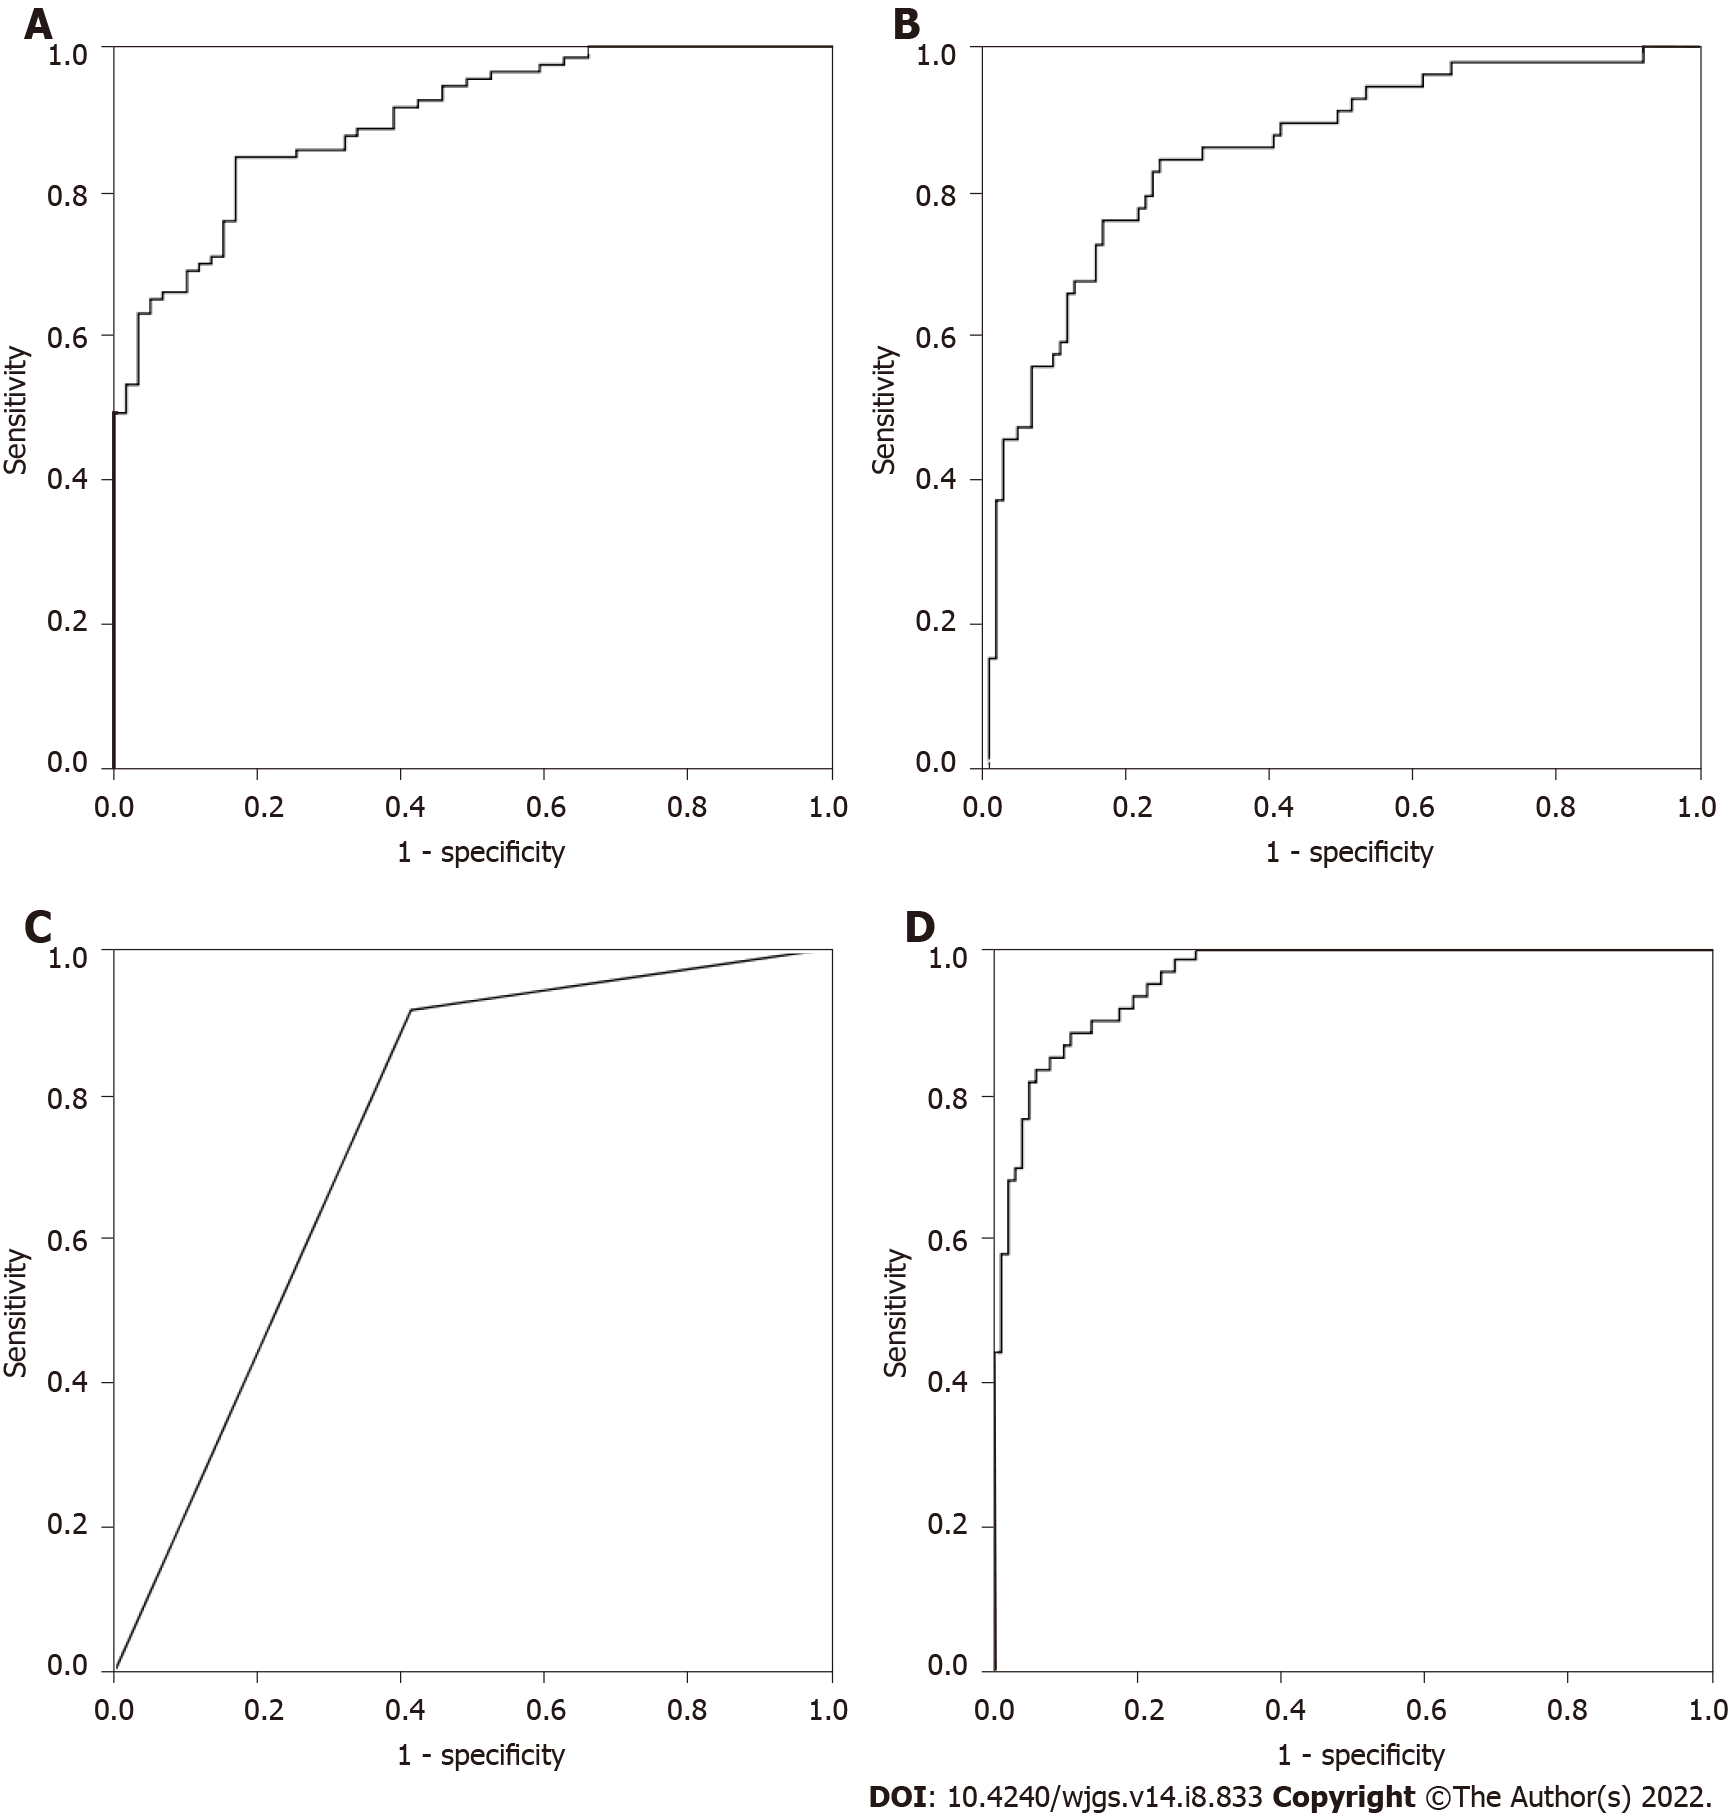 A
1.0
0.8
0.6
0.4
0.2
0.0
Sensitivity
0.0 0.2 0.4 0.6 0.8 1.0
1 - specificity
B
1.0
0.8
0.6
0.4
0.2
0.0
Sensitivity
0.0 0.2 0.4 0.6 0.8 1.0
1 - specificity
C
1.0
0.8
0.6
0.4
0.2
0.0
Sensitivity
0.0 0.2 0.4 0.6 0.8 1.0
1 - specificity
D
1.0
0.8
0.6
0.4
0.2
0.0
Sensitivity
0.0 0.2 0.4 0.6 0.8 1.0
1 - specificity
DOI: 10.4240/wjgs.v14.i8.833 Copyright ©The Author(s) 2022.